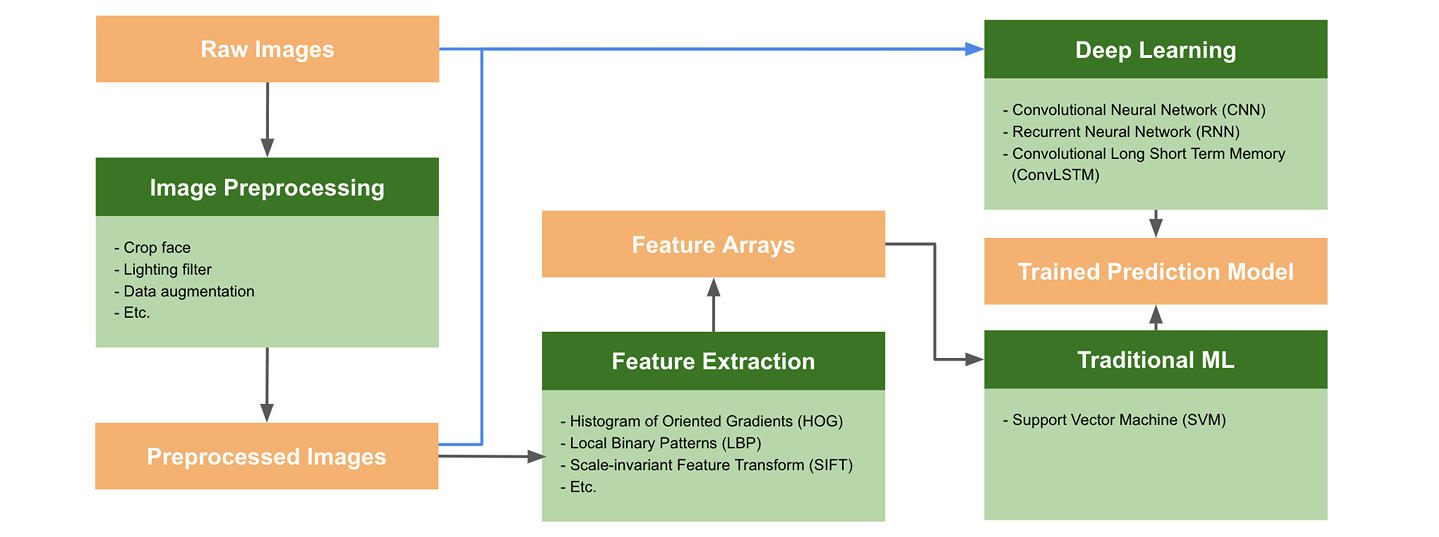 Raw Images
Image Preprocessing
- Crop face
- Lighting filter
- Data augmentation
- Etc.
Preprocessed Images
Feature Arrays
Feature Extraction
- Histogram of Oriented Gradients (HOG)
- Local Binary Patterns (LBP)
- Scale-invariant Feature Transform (SIFT)
- Etc.
Deep Learning
- Convolutional Neural Network (CNN)
- Recurrent Neural Network (RNN)
- Convolutional Long Short Term Memory
(ConvLSTM)
Trained Prediction Model
Traditional ML
- Support Vector Machine (SVM)